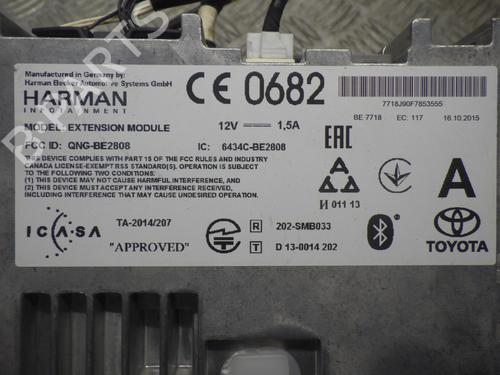 Manufactured in Germany by:
Harman Becker Automotive Systems GmbH
HARMAN
INFOTAINMENT
CE 0682
7718J90F7853555
BE 7718 EC: 117 16.10.2015
MODEL: EXTENSION MODULE 12V 1,5A
FCC ID: QNG-BE2808 IC: 6434C-BE2808
EAC
THIS DEVICE COMPLIES WITH PART 15 OF THE FCC RULES AND INDUSTRY
CANADA LICENSE-EXEMPT RSS STANDARD(S). OPERATION IS SUBJECT TO
THE FOLLOWING TWO CONDITIONS:
(1) THIS DEVICE MAY NOT CAUSE HARMFUL INTERFERENCE, AND
(2) THIS DEVICE MUST ACCEPT ANY INTERFERENCE RECEIVED,
INCLUDING INTERFERENCE THAT MAY CAUSE UNDESIRED OPERATION.
И 011 13
A
ICASA
TA-2014/207
"APPROVED"
R 202-SMB033
T D 13-0014 202
TOYOTA
B-PARTS